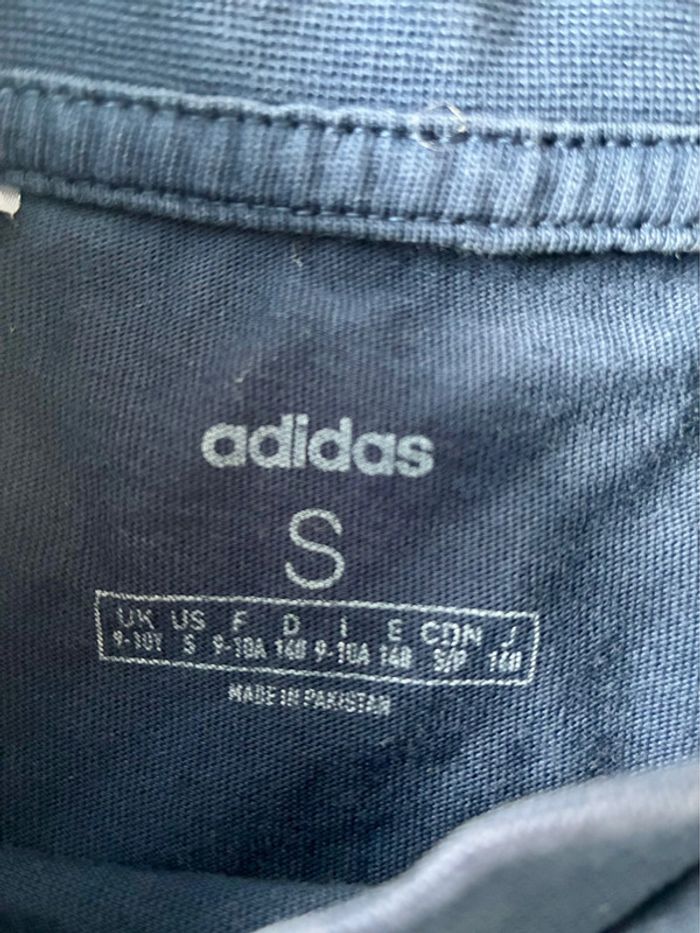 adidas
S
UK US F D I E CDN J
9-10Y S 9-10A 140 9-10A 140 S/P 140
MADE IN PAKISTAN